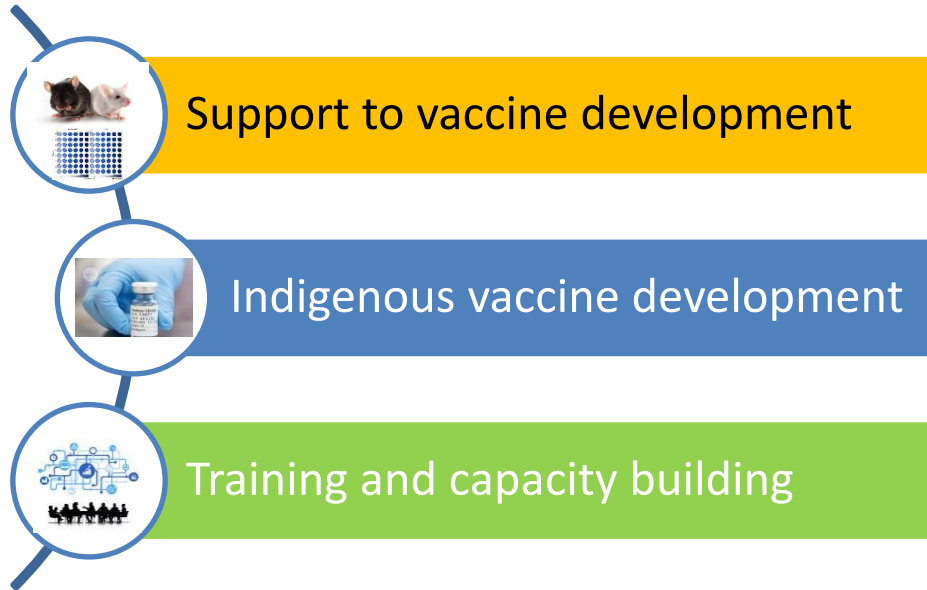 Support to vaccine development
Indigenous vaccine development
Training and capacity building